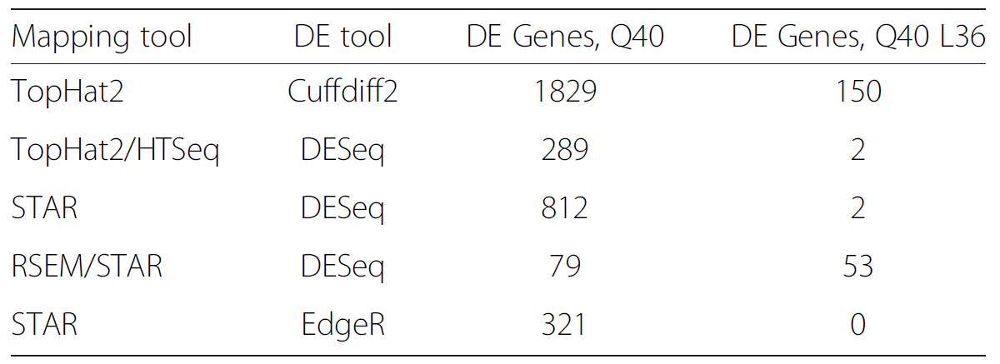 Mapping tool DE tool DE Genes, Q40 DE Genes, Q40 L36
TopHat2 Cuffdiff2 1829 150
TopHat2/HTSeq DESeq 289 2
STAR DESeq 812 2
RSEM/STAR DESeq 79 53
STAR EdgeR 321 0